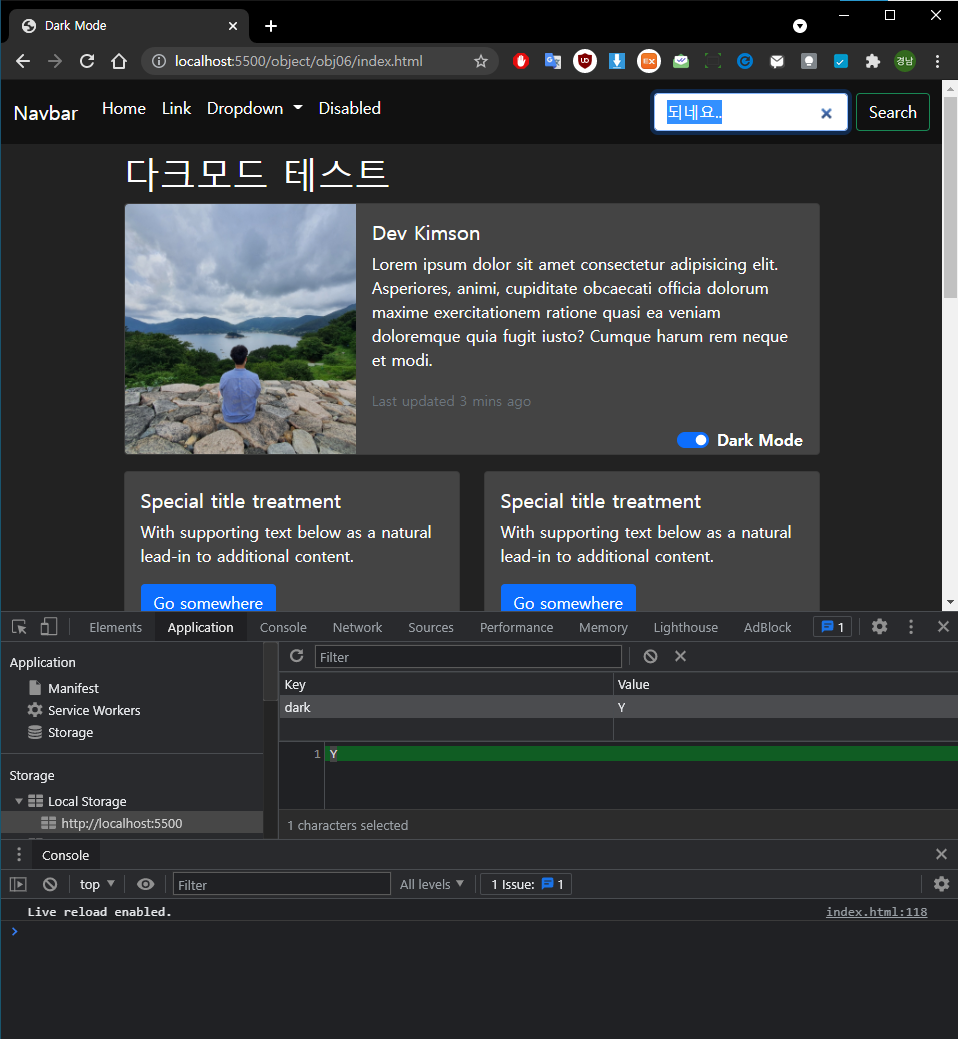 Dark Mode
localhost:5500/object/obj06/index.html
경남
Navbar
Home
Link
Dropdown
Disabled
되네요..
Search
다크모드 테스트
Dev Kimson
Lorem ipsum dolor sit amet consectetur adipisicing elit.
Asperiores, animi, cupiditate obcaecati officia dolorum
maxime exercitationem ratione quasi ea veniam
doloremque quia fugit iusto? Cumque harum rem neque
et modi.
Last updated 3 mins ago
Dark Mode
Special title treatment
With supporting text below as a natural
lead-in to additional content.
Go somewhere
Special title treatment
With supporting text below as a natural
lead-in to additional content.
Go somewhere
Elements
Application
Console
Network
Sources
Performance
Memory
Lighthouse
AdBlock
1
Application
Manifest
Service Workers
Storage
Storage
Local Storage
http://localhost:5500
Filter
Key
Value
dark
Y
1
Y
1 characters selected
Console
top
Filter
All levels
1 Issue:
1
Live reload enabled.
index.html:118